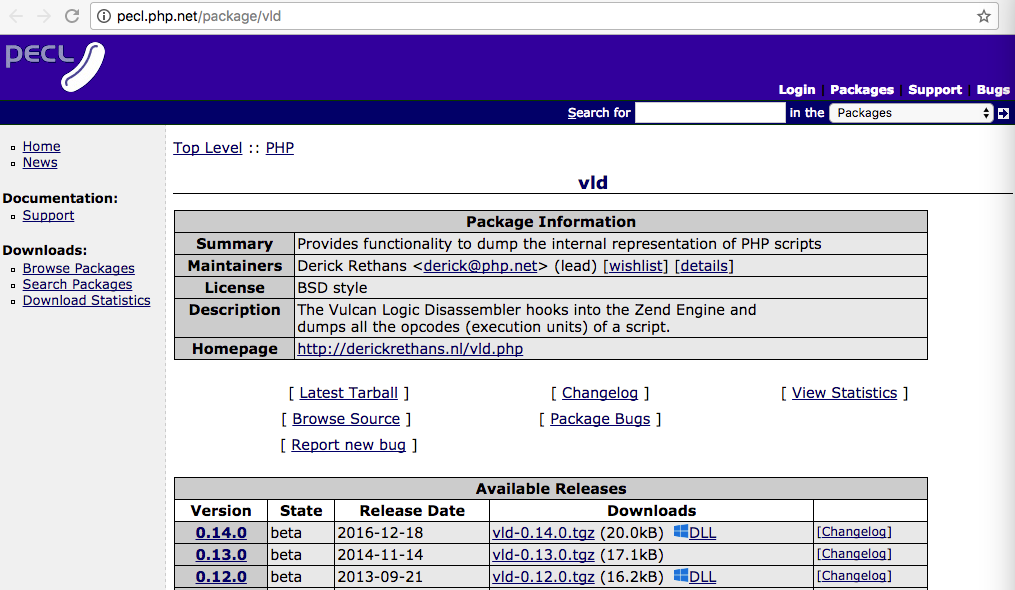 pecl.php.net/package/vld
PECL
Login Packages Support Bugs
Search for in the Packages
Home
News
Documentation:
Support
Downloads:
Browse Packages
Search Packages
Download Statistics
Top Level :: PHP
vld
Package Information
Summary Provides functionality to dump the internal representation of PHP scripts
Maintainers Derick Rethans <derick@php.net> (lead) [wishlist] [details]
License BSD style
Description The Vulcan Logic Disassembler hooks into the Zend Engine and
dumps all the opcodes (execution units) of a script.
Homepage http://derickrethans.nl/vld.php
[ Latest Tarball ] [ Changelog ] [ View Statistics ]
[ Browse Source ] [ Package Bugs ]
[ Report new bug ]
Available Releases
Version State Release Date Downloads
0.14.0 beta 2016-12-18 vld-0.14.0.tgz (20.0kB) DLL [Changelog]
0.13.0 beta 2014-11-14 vld-0.13.0.tgz (17.1kB) [Changelog]
0.12.0 beta 2013-09-21 vld-0.12.0.tgz (16.2kB) DLL [Changelog]